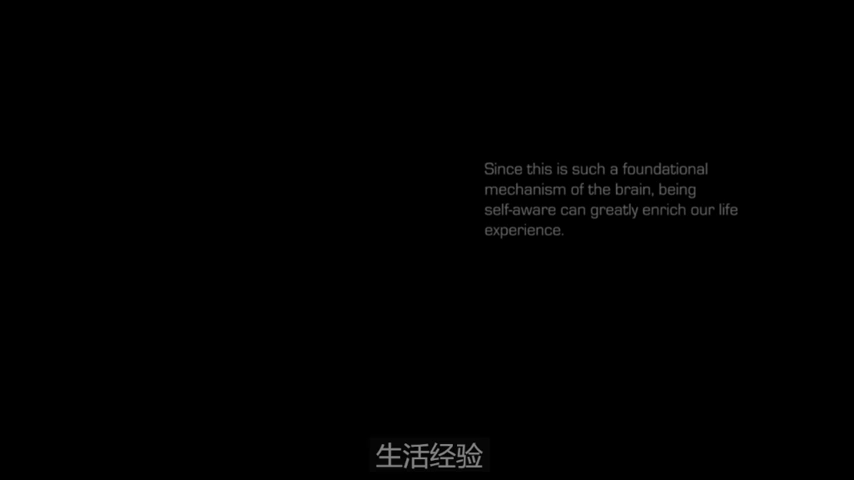 Since this is such a foundational
mechanism of the brain, being
self-aware can greatly enrich our life
experience.
生活经验